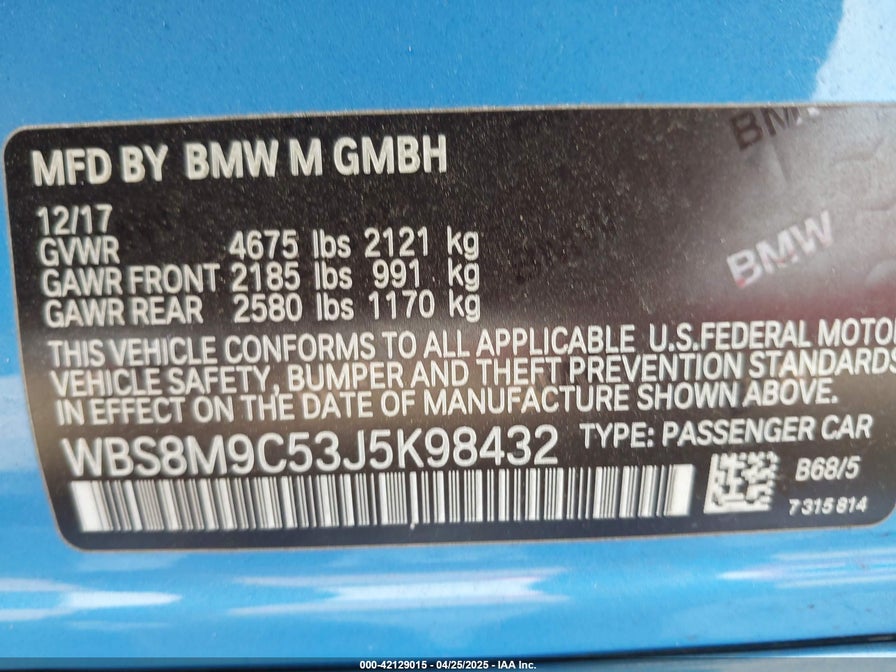 MFD BY BMW M GMBH
12/17
GVWR 4675 lbs 2121 kg
GAWR FRONT 2185 lbs 991 kg
GAWR REAR 2580 lbs 1170 kg
THIS VEHICLE CONFORMS TO ALL APPLICABLE U.S.FEDERAL MOTO
VEHICLE SAFETY, BUMPER AND THEFT PREVENTION STANDARDS
IN EFFECT ON THE DATE OF MANUFACTURE SHOWN ABOVE.
WBS8M9C53J5K98432 TYPE: PASSENGER CAR
B68/5
7 315 814
BMW
BMW
000-42129015 - 04/25/2025 - IAA Inc.